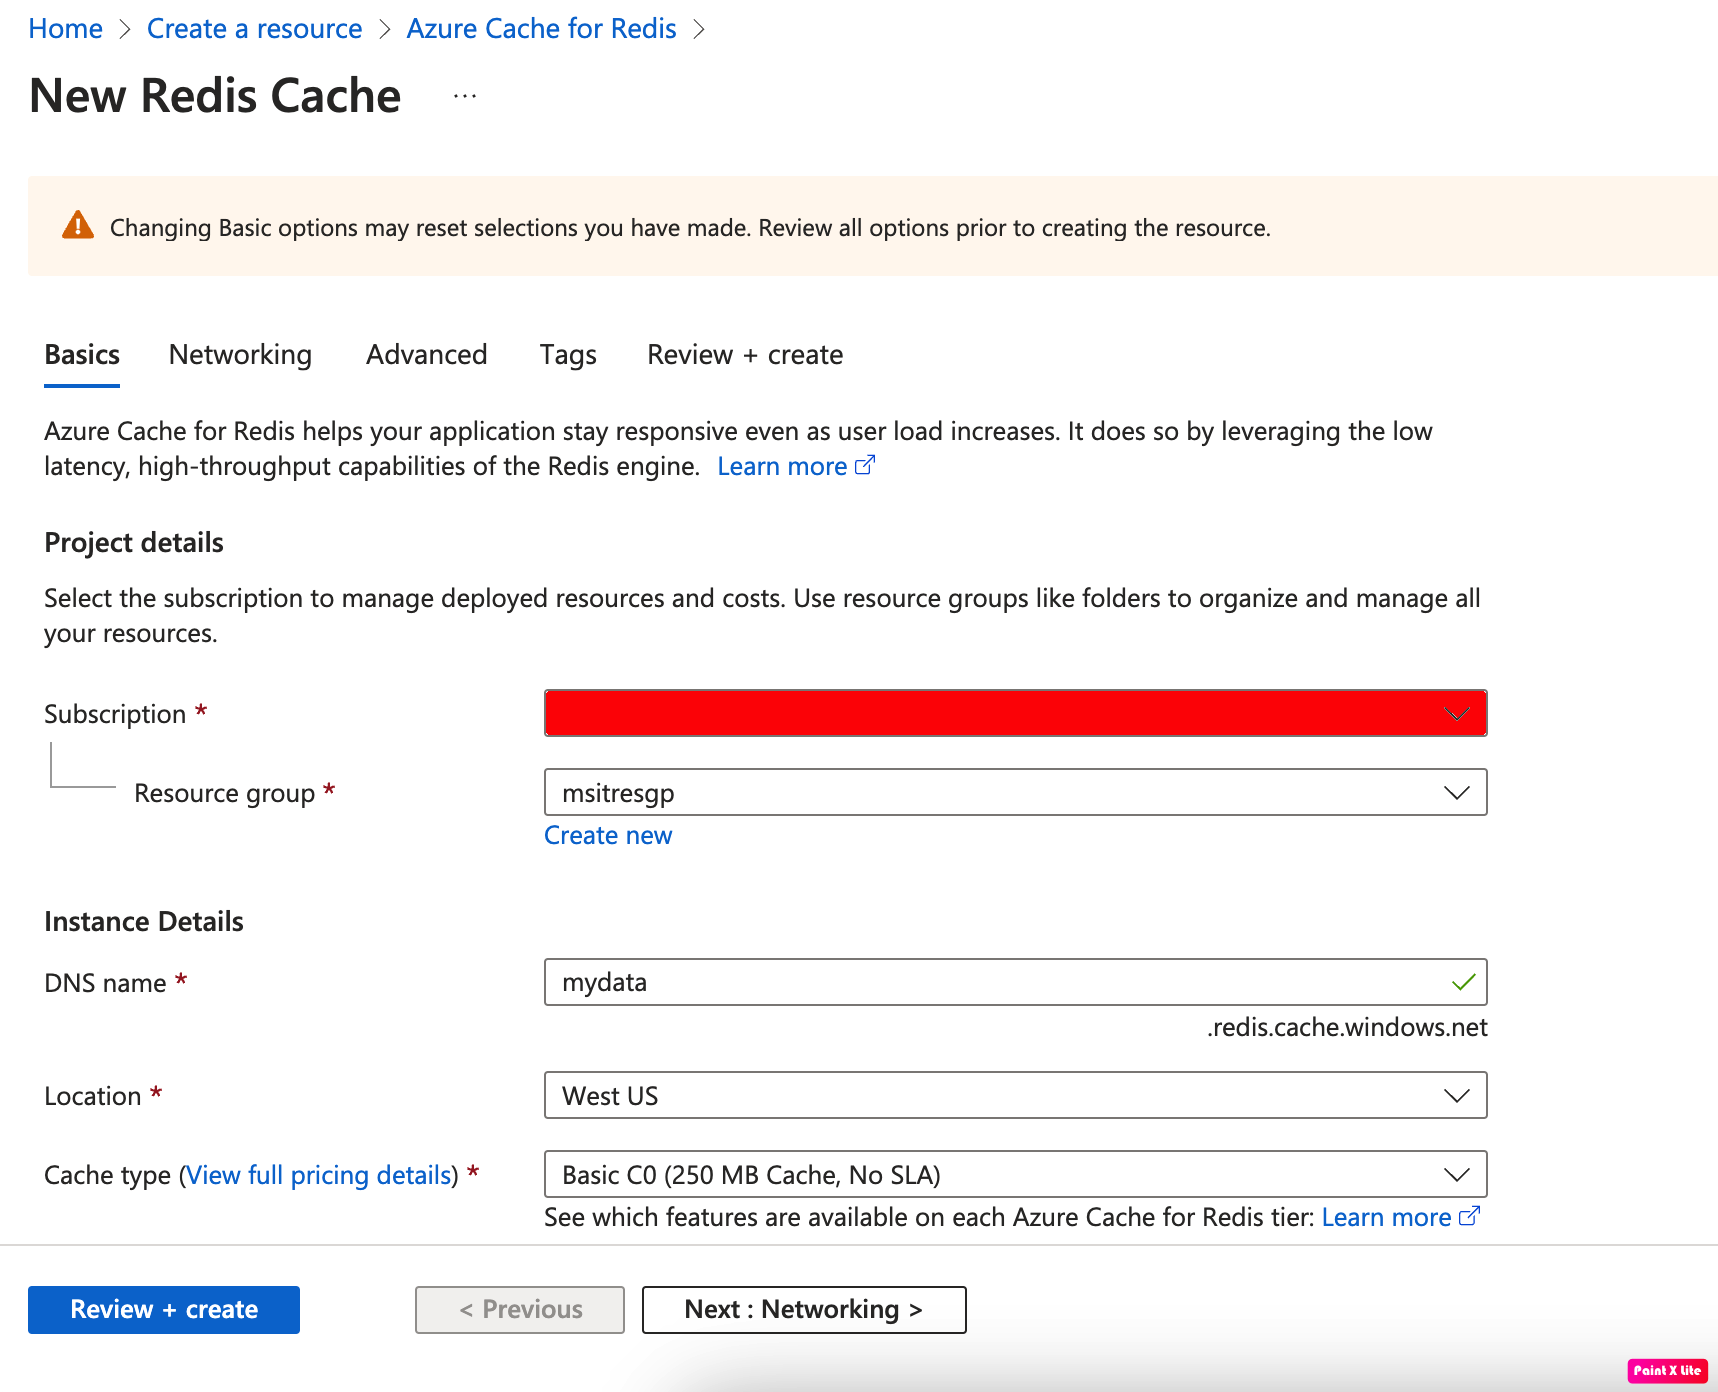 Home > Create a resource > Azure Cache for Redis >
New Redis Cache ...
Changing Basic options may reset selections you have made. Review all options prior to creating the resource.
Basics Networking Advanced Tags Review + create
Azure Cache for Redis helps your application stay responsive even as user load increases. It does so by leveraging the low
latency, high-throughput capabilities of the Redis engine. Learn more
Project details
Select the subscription to manage deployed resources and costs. Use resource groups like folders to organize and manage all
your resources.
Subscription *
Resource group * msitresgp
Create new
Instance Details
DNS name * mydata
.redis.cache.windows.net
Location * West US
Cache type (View full pricing details) * Basic C0 (250 MB Cache, No SLA)
See which features are available on each Azure Cache for Redis tier: Learn more
Review + create < Previous Next : Networking >
Paint X Lite